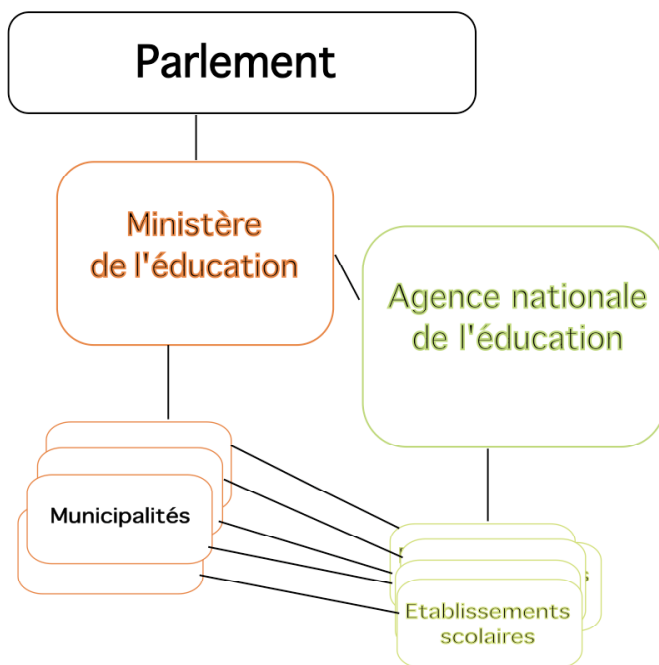 Parlement
Ministère
de l'éducation
Agence nationale
de l'éducation
Municipalités
Etablissements
scolaires